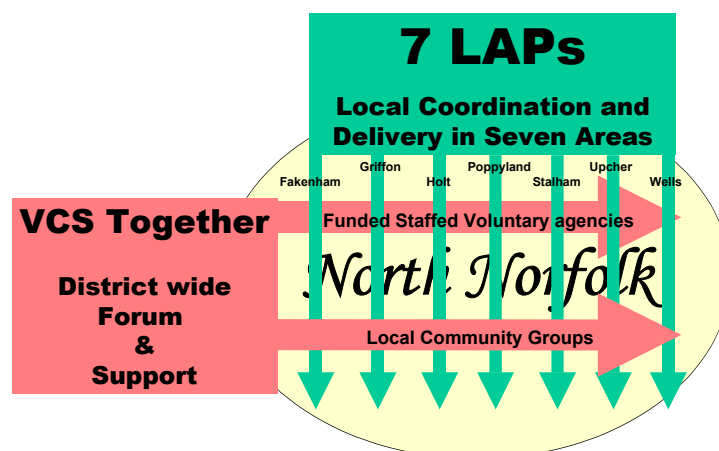 7 LAPs
Local Coordination and
Delivery in Seven Areas
Griffon Poppyland Upcher
Fakenham Holt Stalham Wells
VCS Together
District wide
Forum
&
Support
Funded Staffed Voluntary agencies
North Norfolk
Local Community Groups